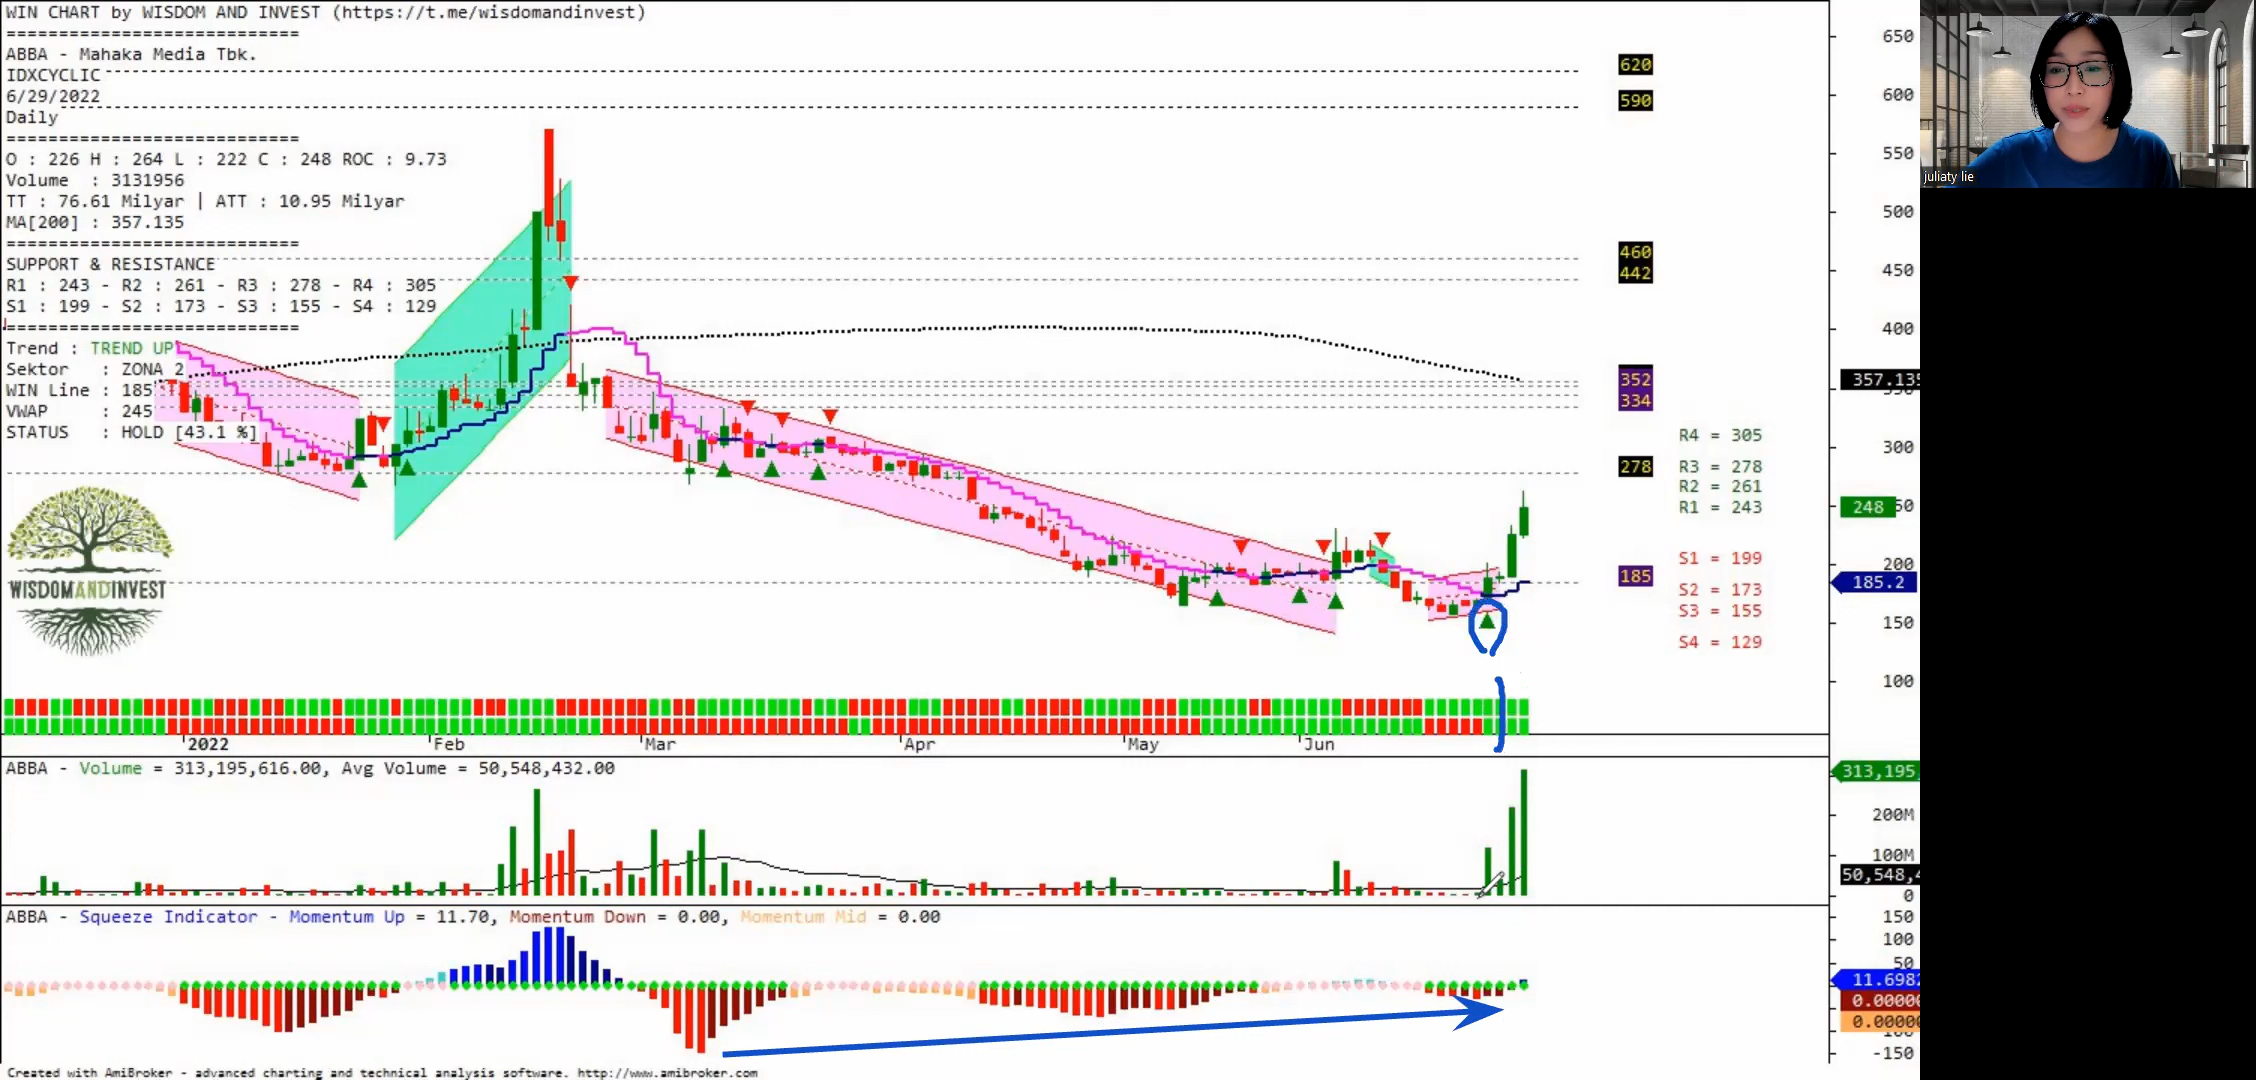 WIN CHART by WISDOM AND INVEST (https://t.me/wisdomandinvest)
============================
ABBA - Mahaka Media Tbk.
IDXCYCLIC
6/29/2022
Daily
============================
O : 226 H : 264 L : 222 C : 248 ROC : 9.73
Volume : 3131956
TT : 76.61 Milyar | ATT : 10.95 Milyar
MA[200] : 357.135
============================
SUPPORT & RESISTANCE
R1 : 243 - R2 : 261 - R3 : 278 - R4 : 305
S1 : 199 - S2 : 173 - S3 : 155 - S4 : 129
============================
Trend : TREND UP
Sektor : ZONA 2
WIN Line : 185
VWAP : 245
STATUS : HOLD [43.1 %]
WISDOMANDINVEST
620
590
460
442
352
334
278
185
R4 = 305
R3 = 278
R2 = 261
R1 = 243
S1 = 199
S2 = 173
S3 = 155
S4 = 129
650
600
550
500
450
400
357.135
300
248
200
185.2
150
100
2022 Feb Mar Apr May Jun
ABBA - Volume = 313,195,616.00, Avg Volume = 50,548,432.00
313,195
200M
100M
50,548,4
0
ABBA - Squeeze Indicator - Momentum Up = 11.70, Momentum Down = 0.00, Momentum Mid = 0.00
150
100
50
11.6982
0.00000
0.00000
-150
Created with AmiBroker - advanced charting and technical analysis software. http://www.amibroker.com
juliaty lie